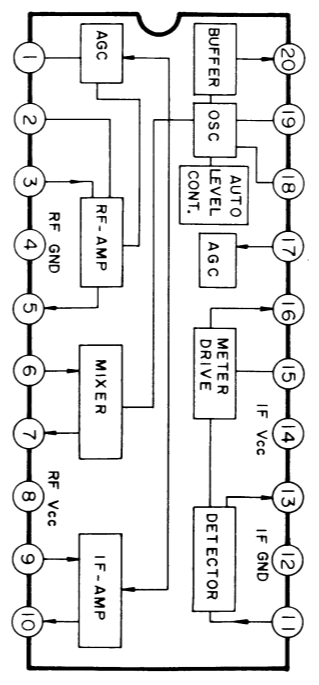 1
AGC
2
3
RF-AMP
RF
GND
4
5
6
MIXER
7
RF
Vcc
8
9
IF-AMP
10
BUFFER
20
OSC
19
AUTO
LEVEL
CONT.
18
AGC
17
16
METER
DRIVE
15
IF Vcc
14
13
DETECTOR
IF GND
12
11